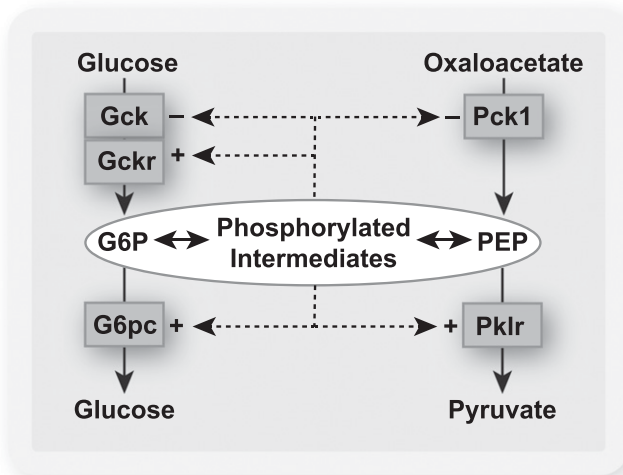 Glucose
Oxaloacetate
Gck
–
–
Pck1
Gckr
+
G6P
Phosphorylated
Intermediates
PEP
G6pc
+
+
Pklr
Glucose
Pyruvate